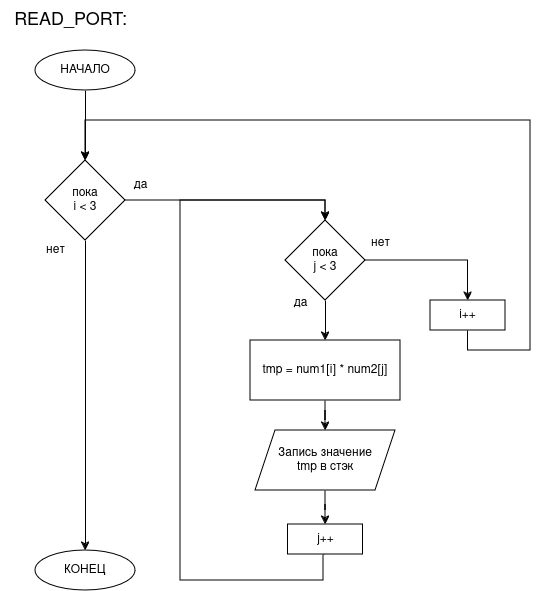 READ_PORT:
НАЧАЛО
пока
i < 3
да
нет
пока
j < 3
нет
да
i++
tmp = num1[i] * num2[j]
Запись значение
tmp в стэк
j++
КОНЕЦ